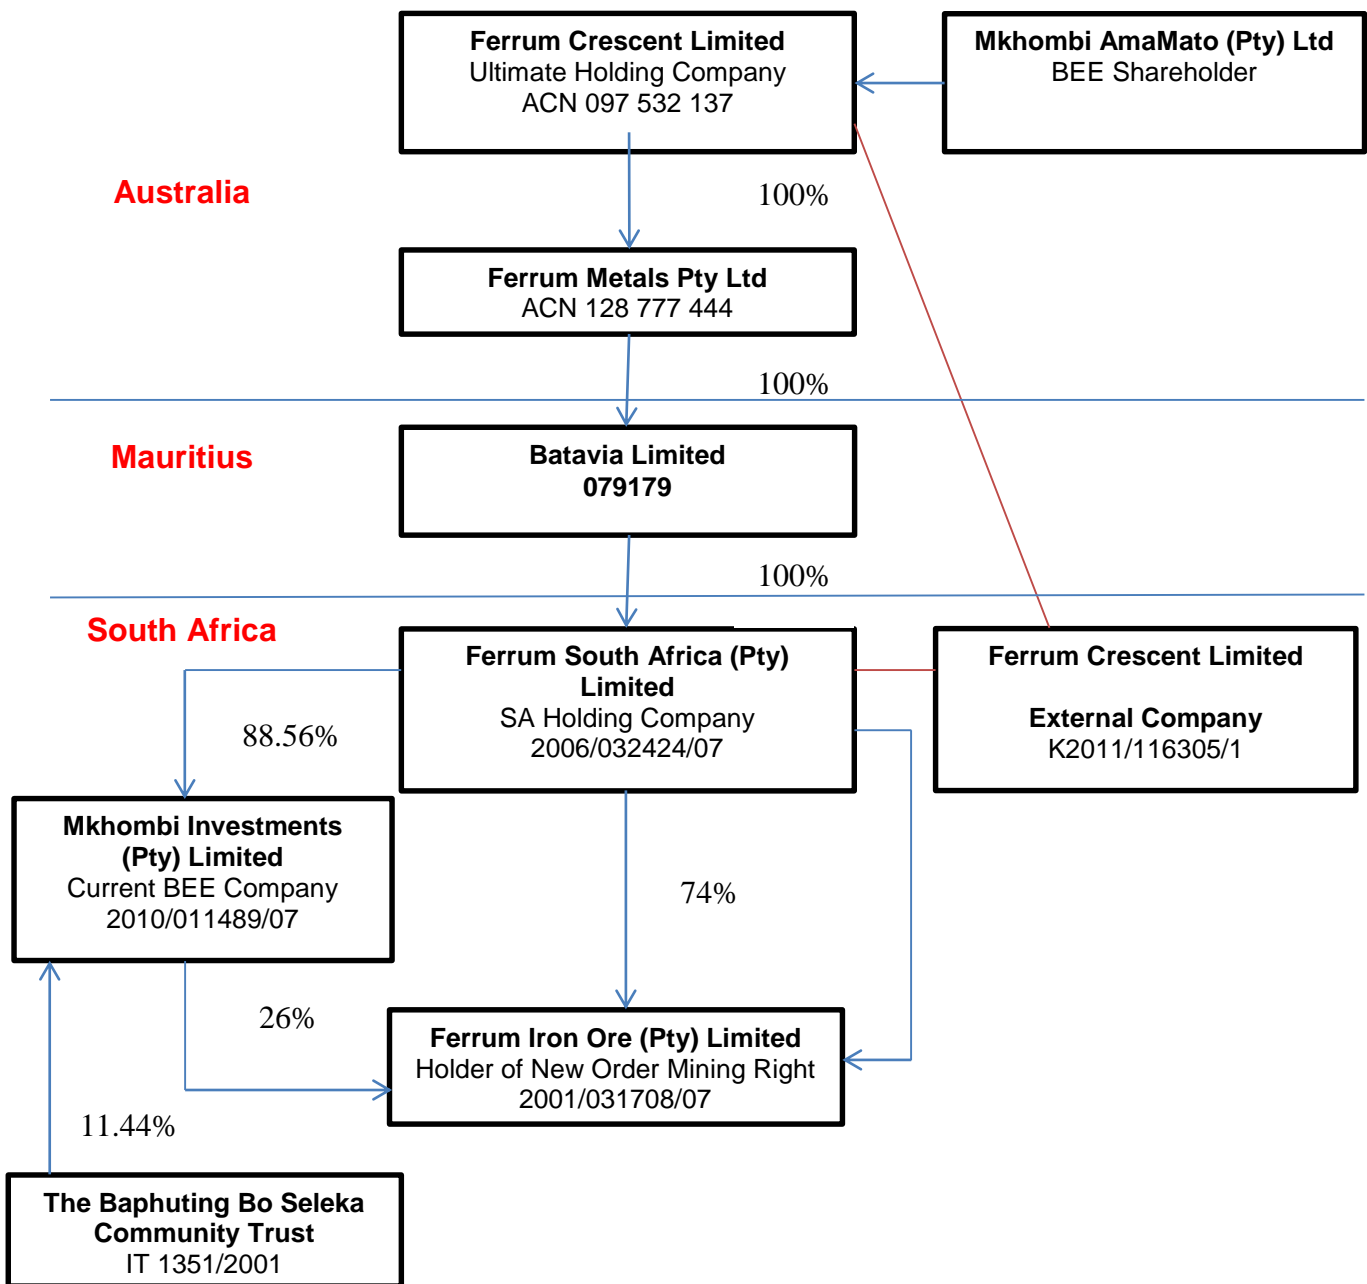 Ferrum Crescent Limited
Ultimate Holding Company
ACN 097 532 137
Mkhombi AmaMato (Pty) Ltd
BEE Shareholder
Australia
100%
Ferrum Metals Pty Ltd
ACN 128 777 444
100%
Mauritius
Batavia Limited
079179
100%
South Africa
Ferrum South Africa (Pty)
Limited
SA Holding Company
2006/032424/07
Ferrum Crescent Limited
External Company
K2011/116305/1
88.56%
Mkhombi Investments
(Pty) Limited
Current BEE Company
2010/011489/07
74%
26%
Ferrum Iron Ore (Pty) Limited
Holder of New Order Mining Right
2001/031708/07
11.44%
The Baphuting Bo Seleka
Community Trust
IT 1351/2001